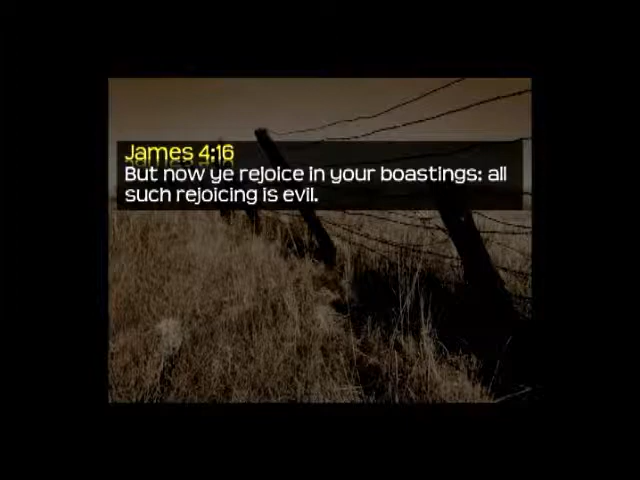 James 4:16
But now ye rejoice in your boastings: all
such rejoicing is evil.